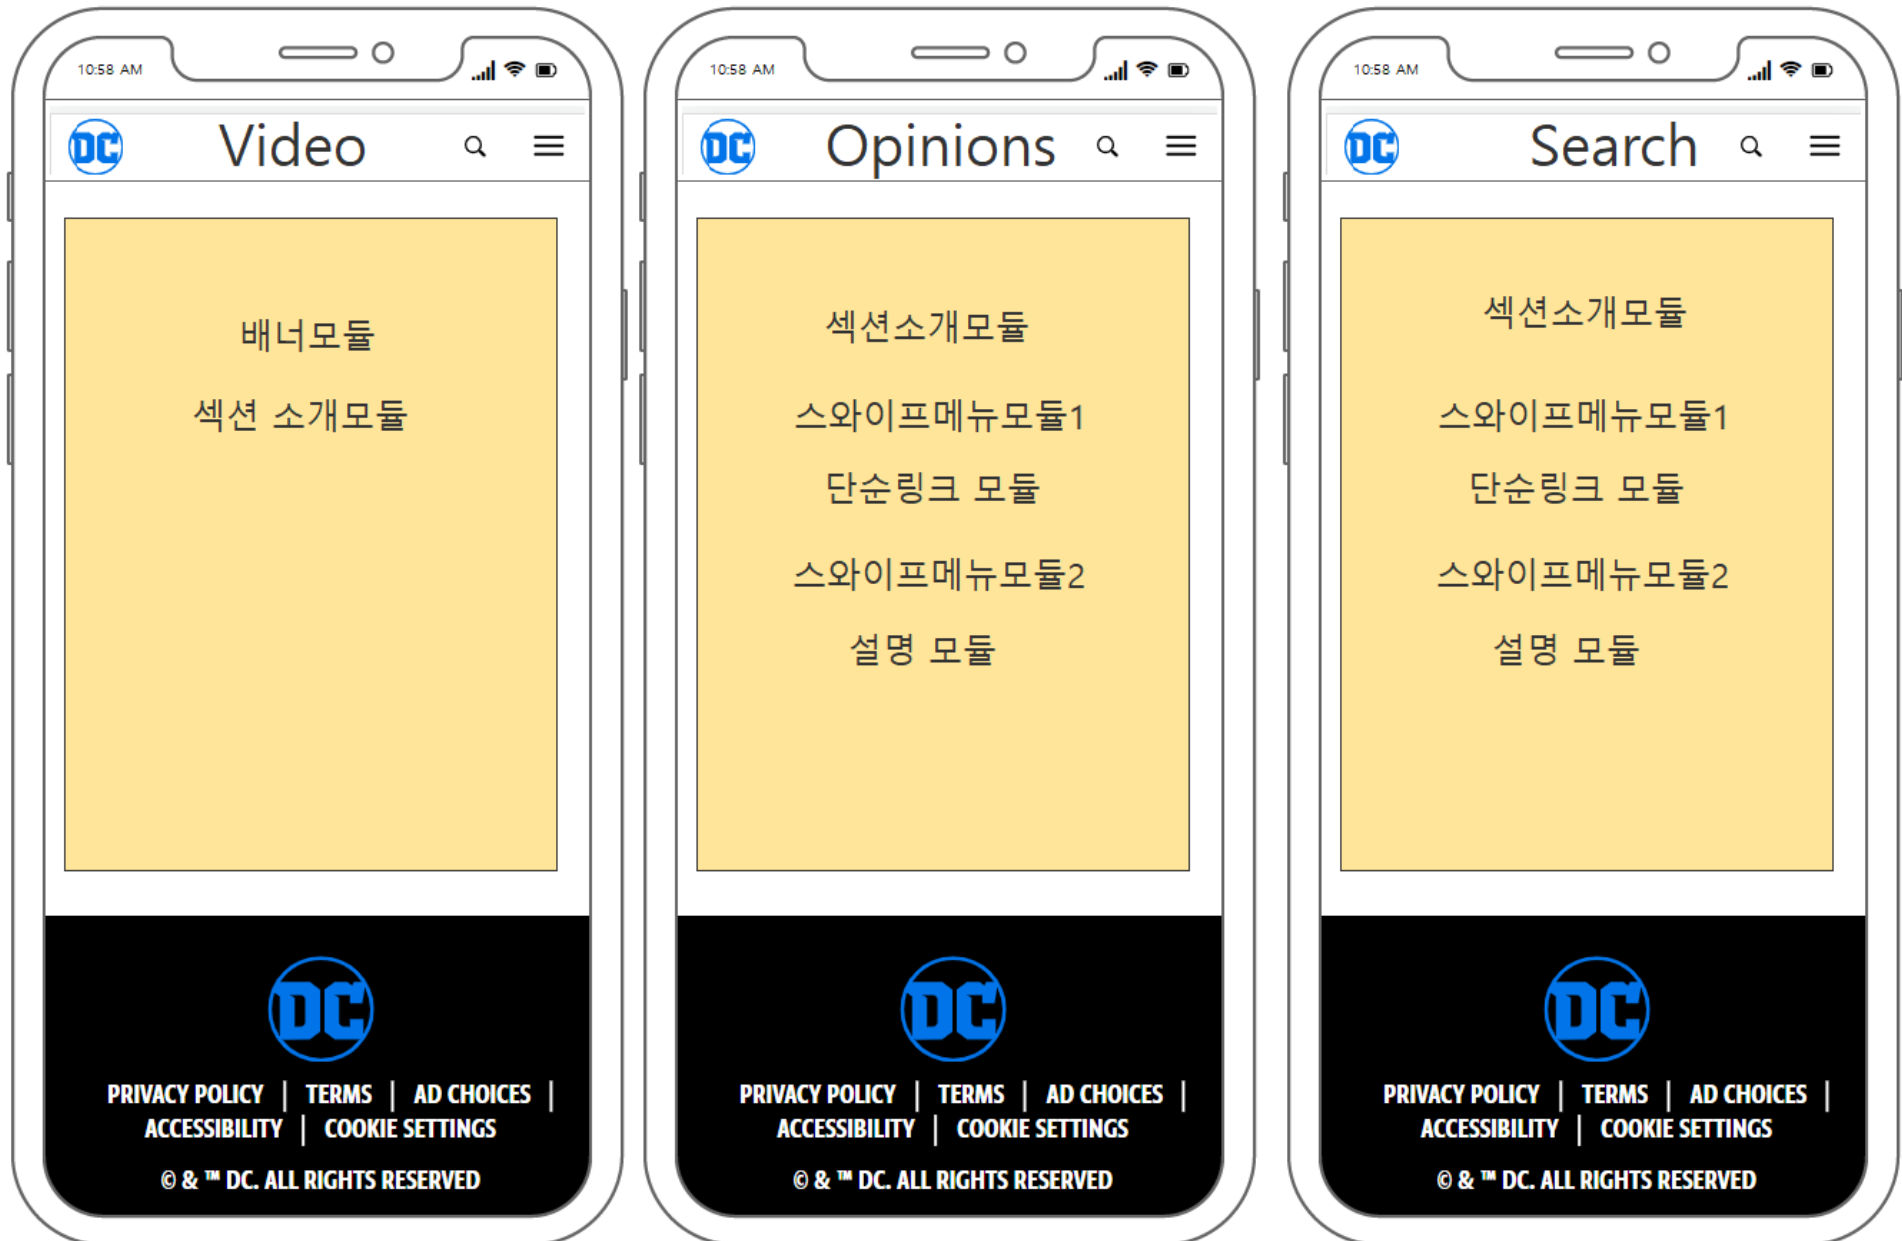 10:58 AM
DC
Video
배너모듈
섹션 소개모듈
DC
PRIVACY POLICY | TERMS | AD CHOICES |
ACCESSIBILITY | COOKIE SETTINGS
© & ™ DC. ALL RIGHTS RESERVED
10:58 AM
DC
Opinions
섹션소개모듈
스와이프메뉴모듈1
단순링크 모듈
스와이프메뉴모듈2
설명 모듈
DC
PRIVACY POLICY | TERMS | AD CHOICES |
ACCESSIBILITY | COOKIE SETTINGS
© & ™ DC. ALL RIGHTS RESERVED
10:58 AM
DC
Search
섹션소개모듈
스와이프메뉴모듈1
단순링크 모듈
스와이프메뉴모듈2
설명 모듈
DC
PRIVACY POLICY | TERMS | AD CHOICES |
ACCESSIBILITY | COOKIE SETTINGS
© & ™ DC. ALL RIGHTS RESERVED